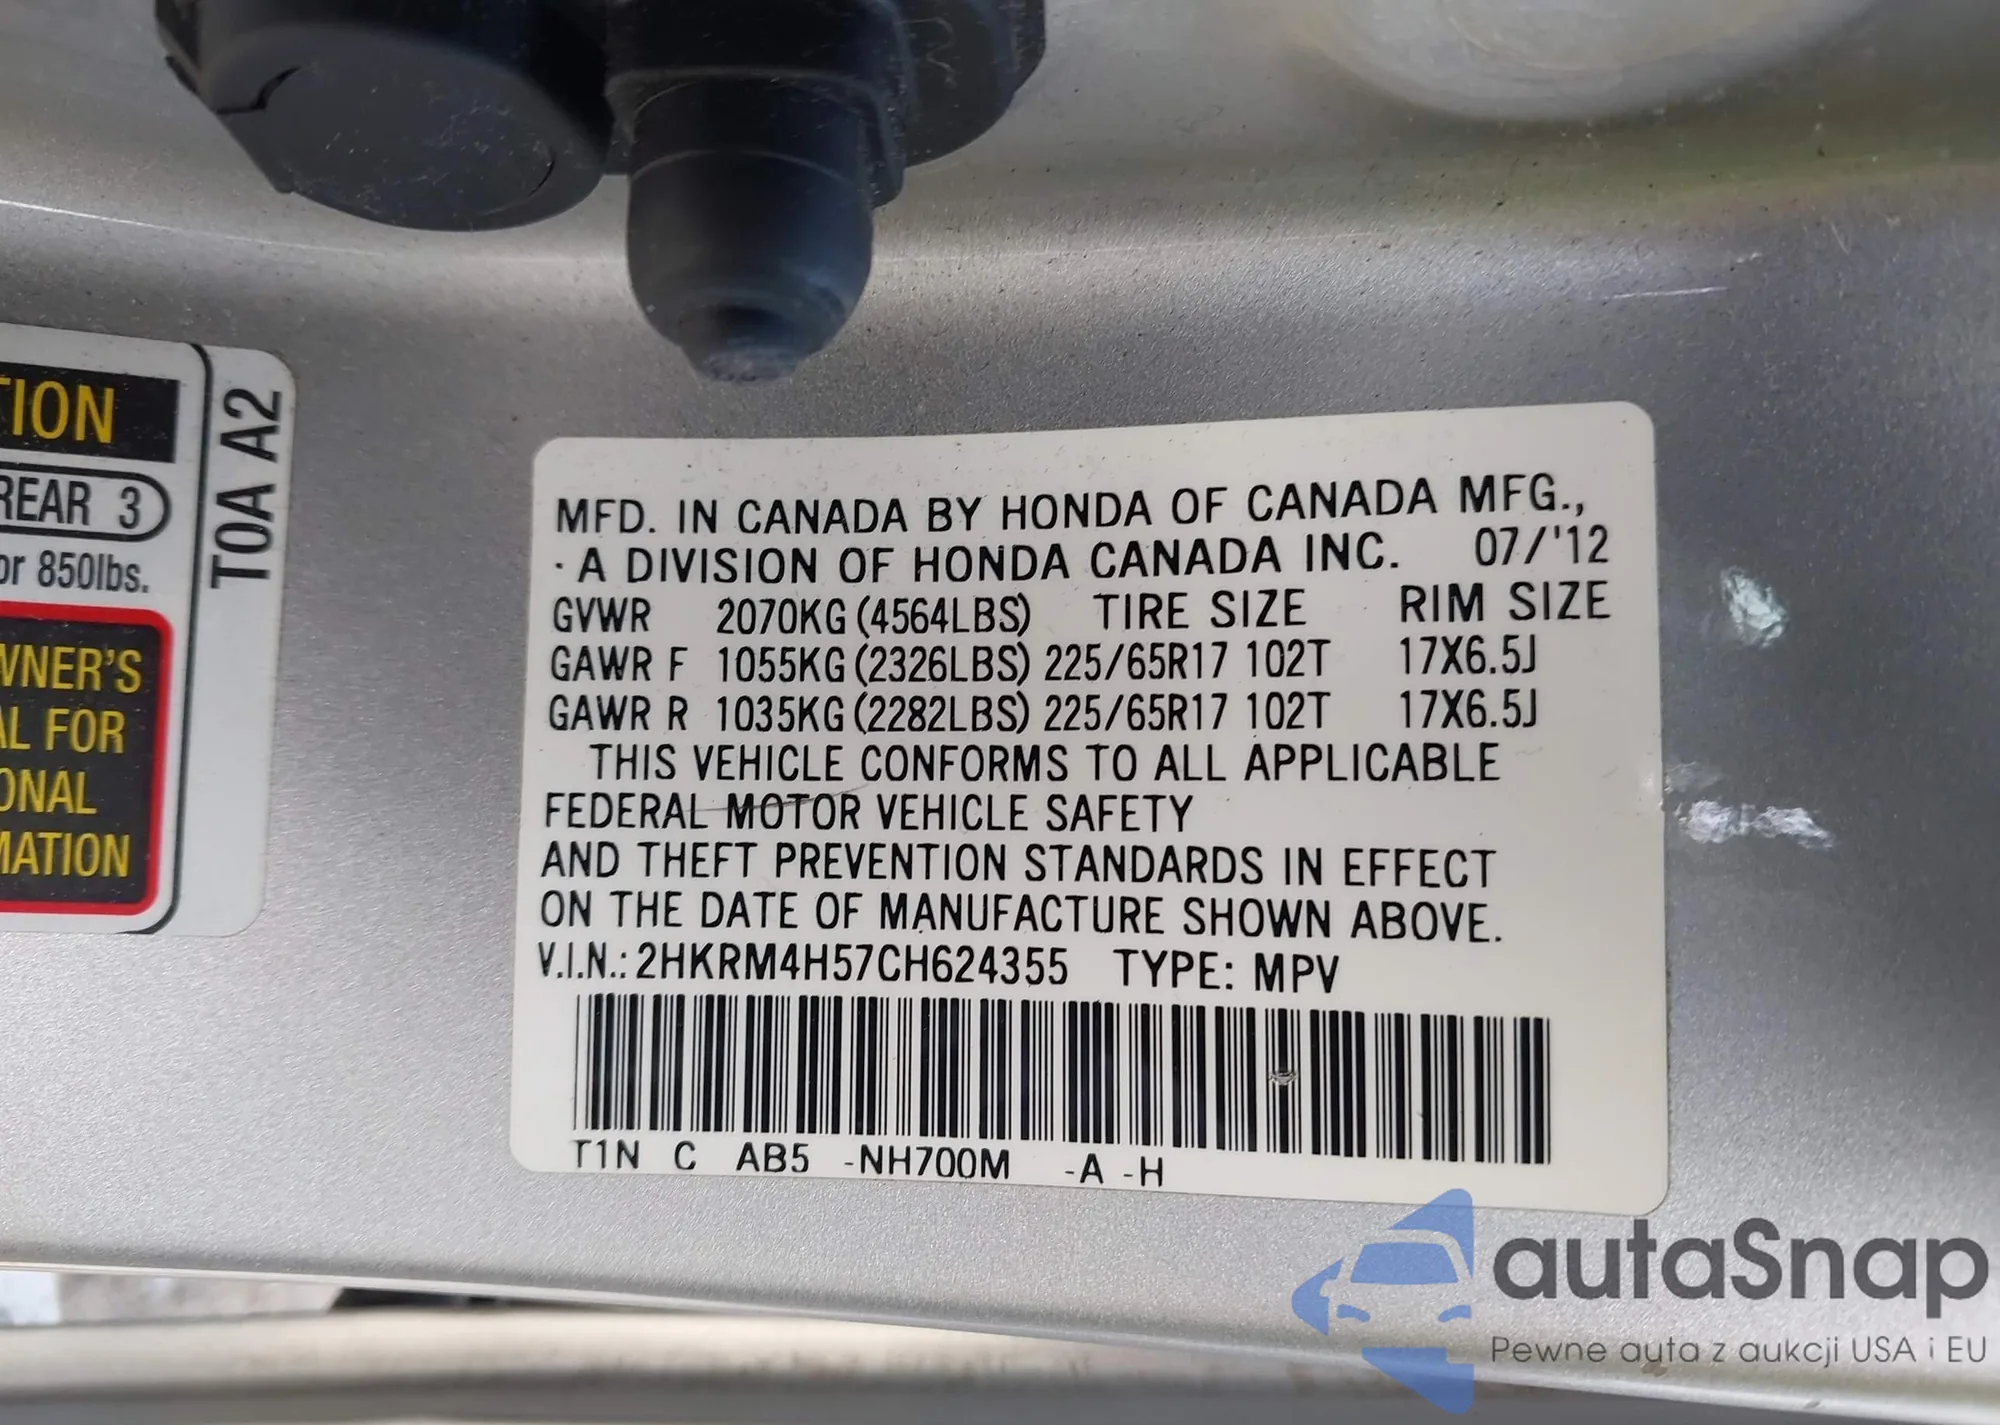 TION
REAR 3
or 850lbs.
WNER'S
AL FOR
ONAL
MATION
T0A A2
MFD. IN CANADA BY HONDA OF CANADA MFG.,
· A DIVISION OF HONDA CANADA INC. 07/'12
GVWR 2070KG (4564LBS) TIRE SIZE RIM SIZE
GAWR F 1055KG (2326LBS) 225/65R17 102T 17X6.5J
GAWR R 1035KG (2282LBS) 225/65R17 102T 17X6.5J
THIS VEHICLE CONFORMS TO ALL APPLICABLE
FEDERAL MOTOR VEHICLE SAFETY
AND THEFT PREVENTION STANDARDS IN EFFECT
ON THE DATE OF MANUFACTURE SHOWN ABOVE.
V.I.N.: 2HKRM4H57CH624355 TYPE: MPV
T1N C AB5 -NH700M -A -H
autaSnap
Pewne auta z aukcji USA i EU